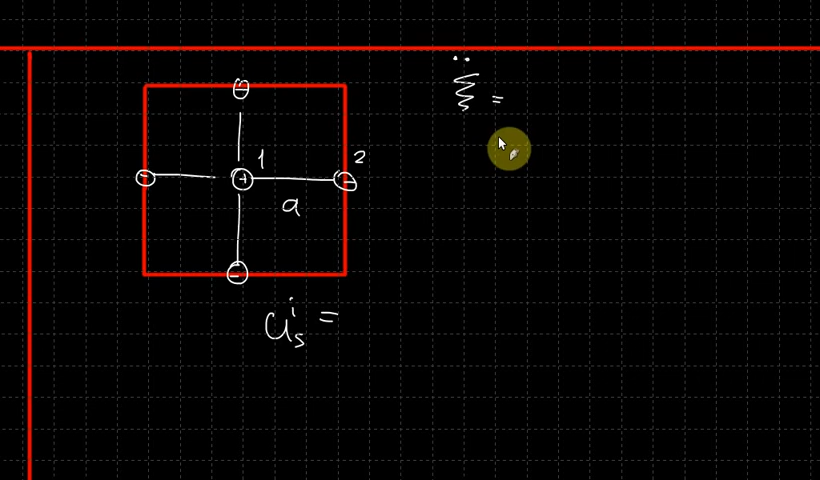 ⊖
1
2
⊖ ⊕ ⊖
a
⊖
u_s^i =
ξ̈ =